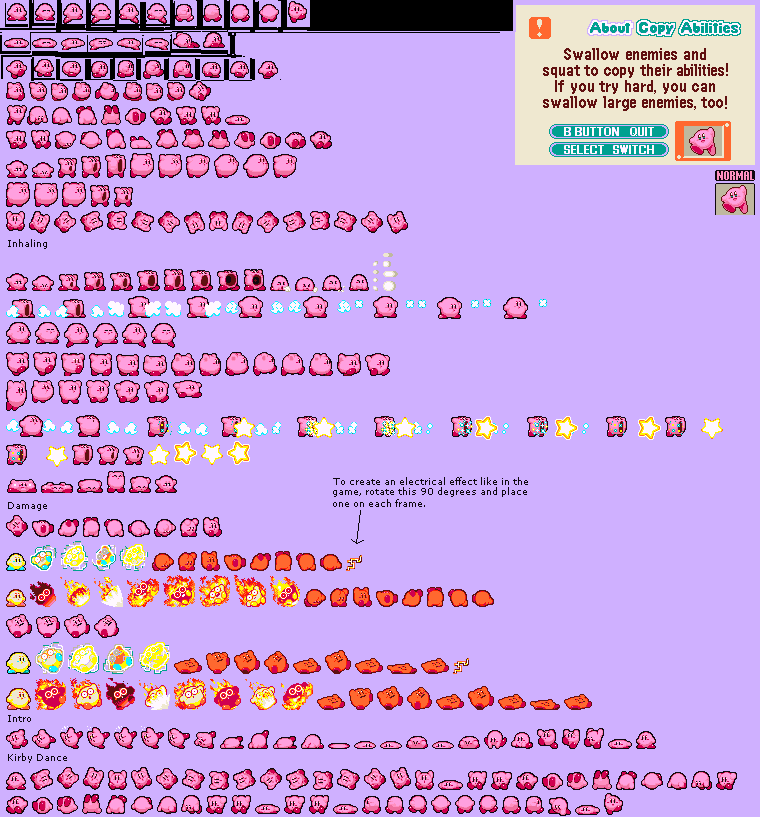 ! About Copy Abilities
Swallow enemies and
squat to copy their abilities!
If you try hard, you can
swallow large enemies, too!
B BUTTON QUIT
SELECT SWITCH
NORMAL
Inhaling
To create an electrical effect like in the
game, rotate this 90 degrees and place
one on each frame.
Damage
Intro
Kirby Dance